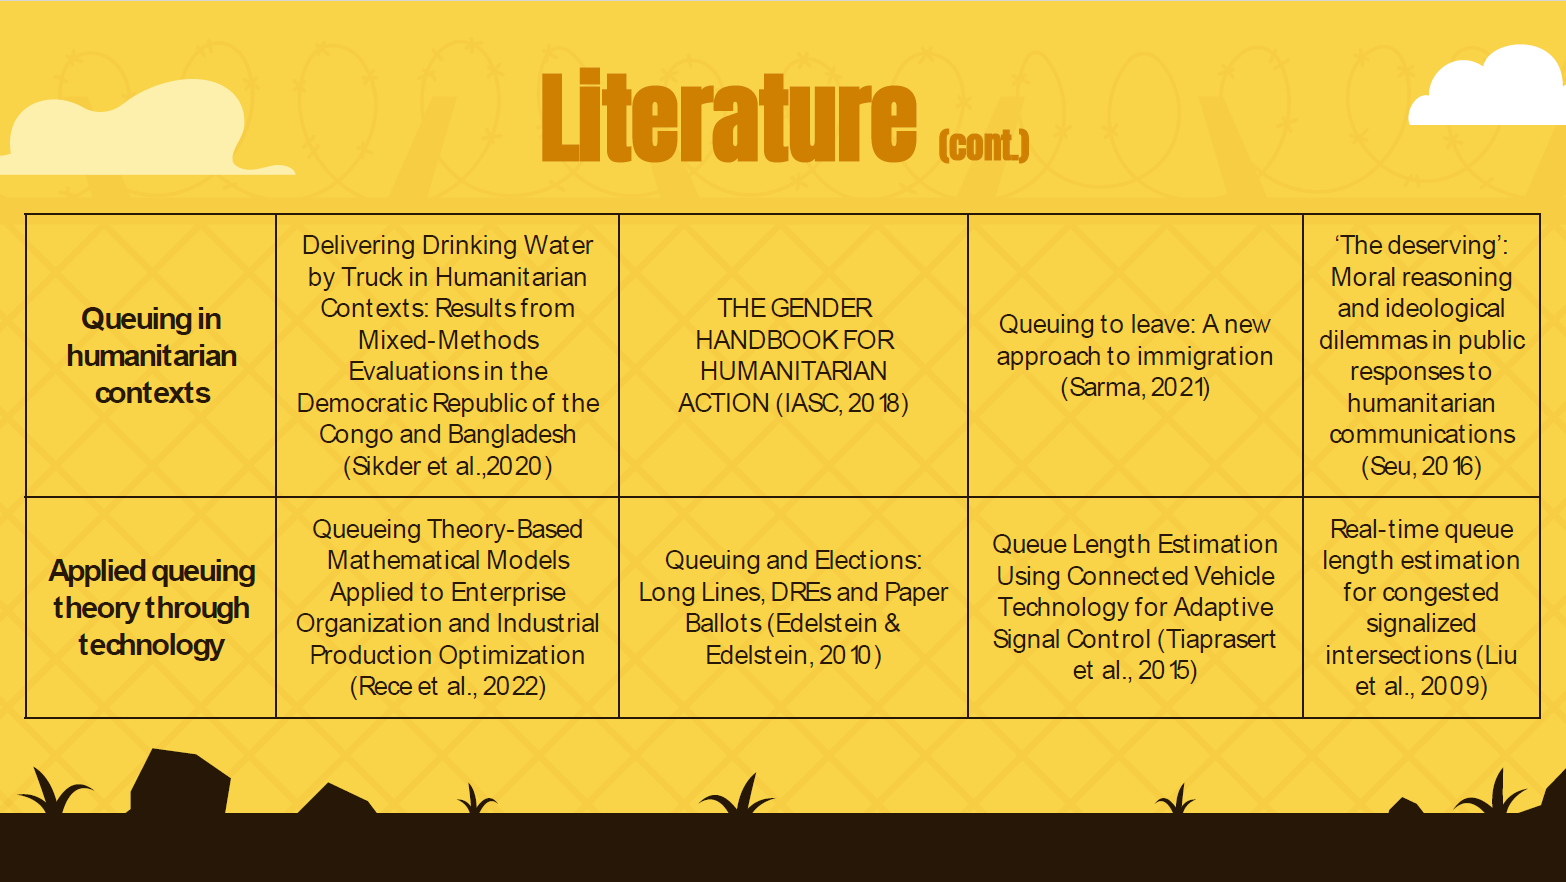 Literature (cont.)
Queuing in
humanitarian
contexts
Delivering Drinking Water
by Truck in Humanitarian
Contexts: Results from
Mixed-Methods
Evaluations in the
Democratic Republic of the
Congo and Bangladesh
(Sikder et al.,2020)
THE GENDER
HANDBOOK FOR
HUMANITARIAN
ACTION (IASC, 2018)
Queuing to leave: A new
approach to immigration
(Sarma, 2021)
‘The deserving’:
Moral reasoning
and ideological
dilemmas in public
responses to
humanitarian
communications
(Seu, 2016)
Applied queuing
theory through
technology
Queueing Theory-Based
Mathematical Models
Applied to Enterprise
Organization and Industrial
Production Optimization
(Rece et al., 2022)
Queuing and Elections:
Long Lines, DREs and Paper
Ballots (Edelstein &
Edelstein, 2010)
Queue Length Estimation
Using Connected Vehicle
Technology for Adaptive
Signal Control (Tiaprasert
et al., 2015)
Real-time queue
length estimation
for congested
signalized
intersections (Liu
et al., 2009)